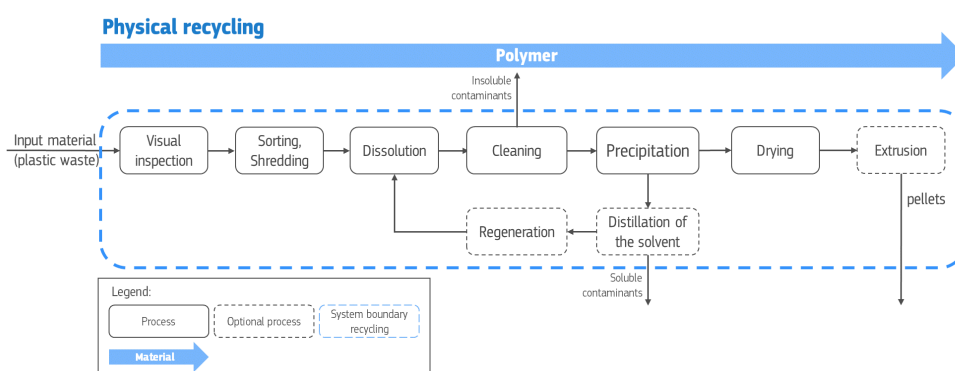 Physical recycling
Polymer
Insoluble
contaminants
Input material
(plastic waste)
Visual
inspection
Sorting,
Shredding
Dissolution
Cleaning
Precipitation
Drying
Extrusion
pellets
Regeneration
Distillation of
the solvent
Soluble
contaminants
Legend:
Process
Optional process
System boundary
recycling
Material